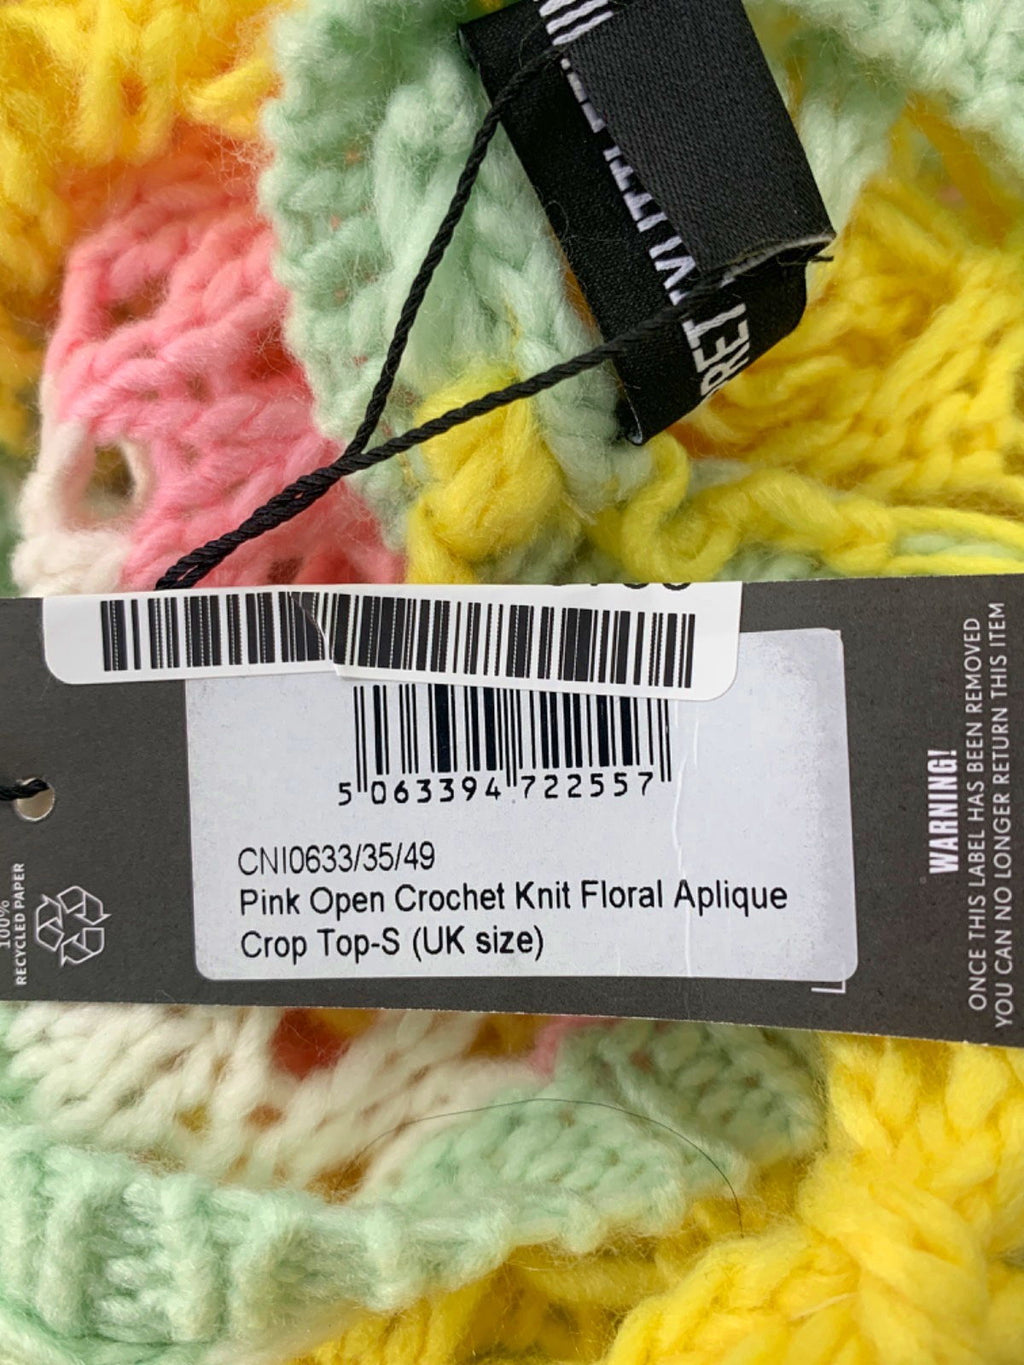 5 063394 722557
CNI0633/35/49
Pink Open Crochet Knit Floral Aplique
Crop Top-S (UK size)
WARNING!
ONCE THIS LABEL HAS BEEN REMOVED
YOU CAN NO LONGER RETURN THIS ITEM
100%
RECYCLED PAPER